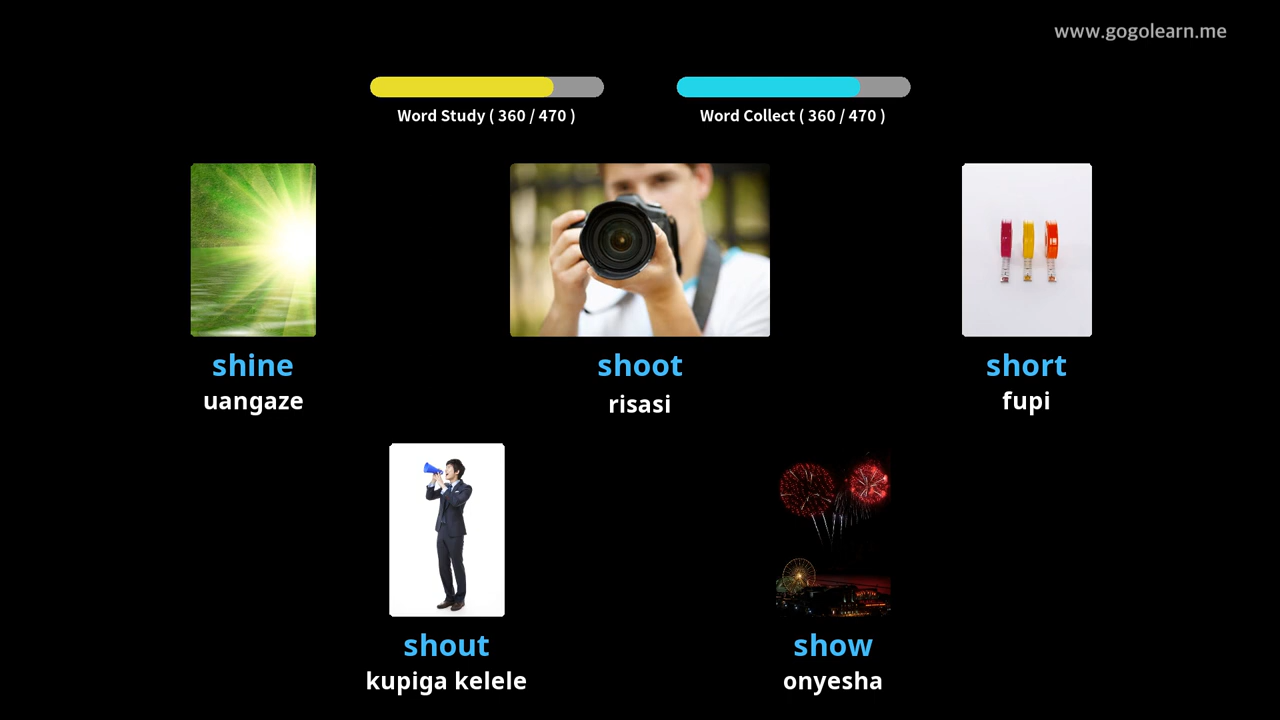 www.gogolearn.me
Word Study ( 360 / 470 )
Word Collect ( 360 / 470 )
shine
uangaze
shoot
risasi
short
fupi
shout
kupiga kelele
show
onyesha